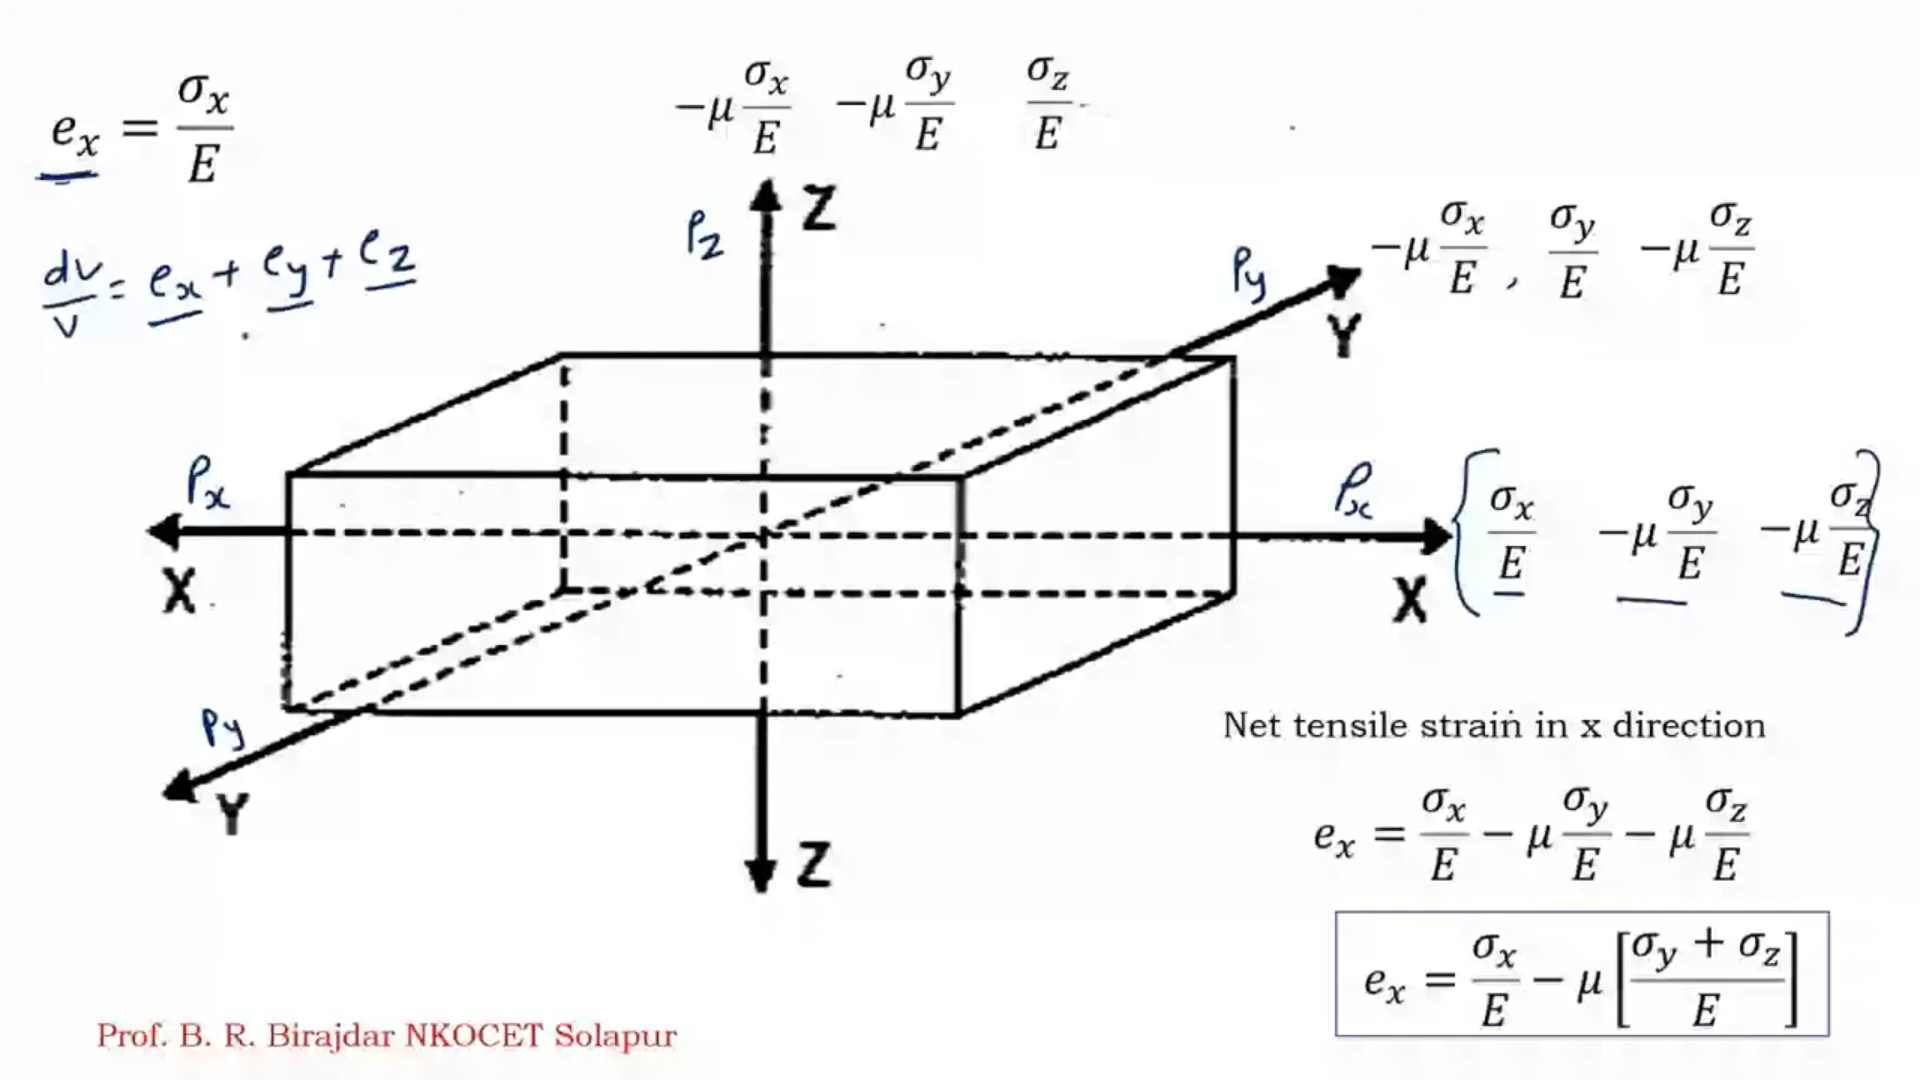 e_x = σ_x/E
-μ σ_x/E -μ σ_y/E σ_z/E
dv/v = e_x + e_y + e_z
P_z
Z
P_y
Y
-μ σ_x/E , σ_y/E -μ σ_z/E
P_x
X
P_x
X
{σ_x/E -μ σ_y/E -μ σ_z/E}
P_y
Y
Z
Net tensile strain in x direction
e_x = σ_x/E - μ σ_y/E - μ σ_z/E
e_x = σ_x/E - μ [σ_y + σ_z/E]
Prof. B. R. Birajdar NKOCET Solapur